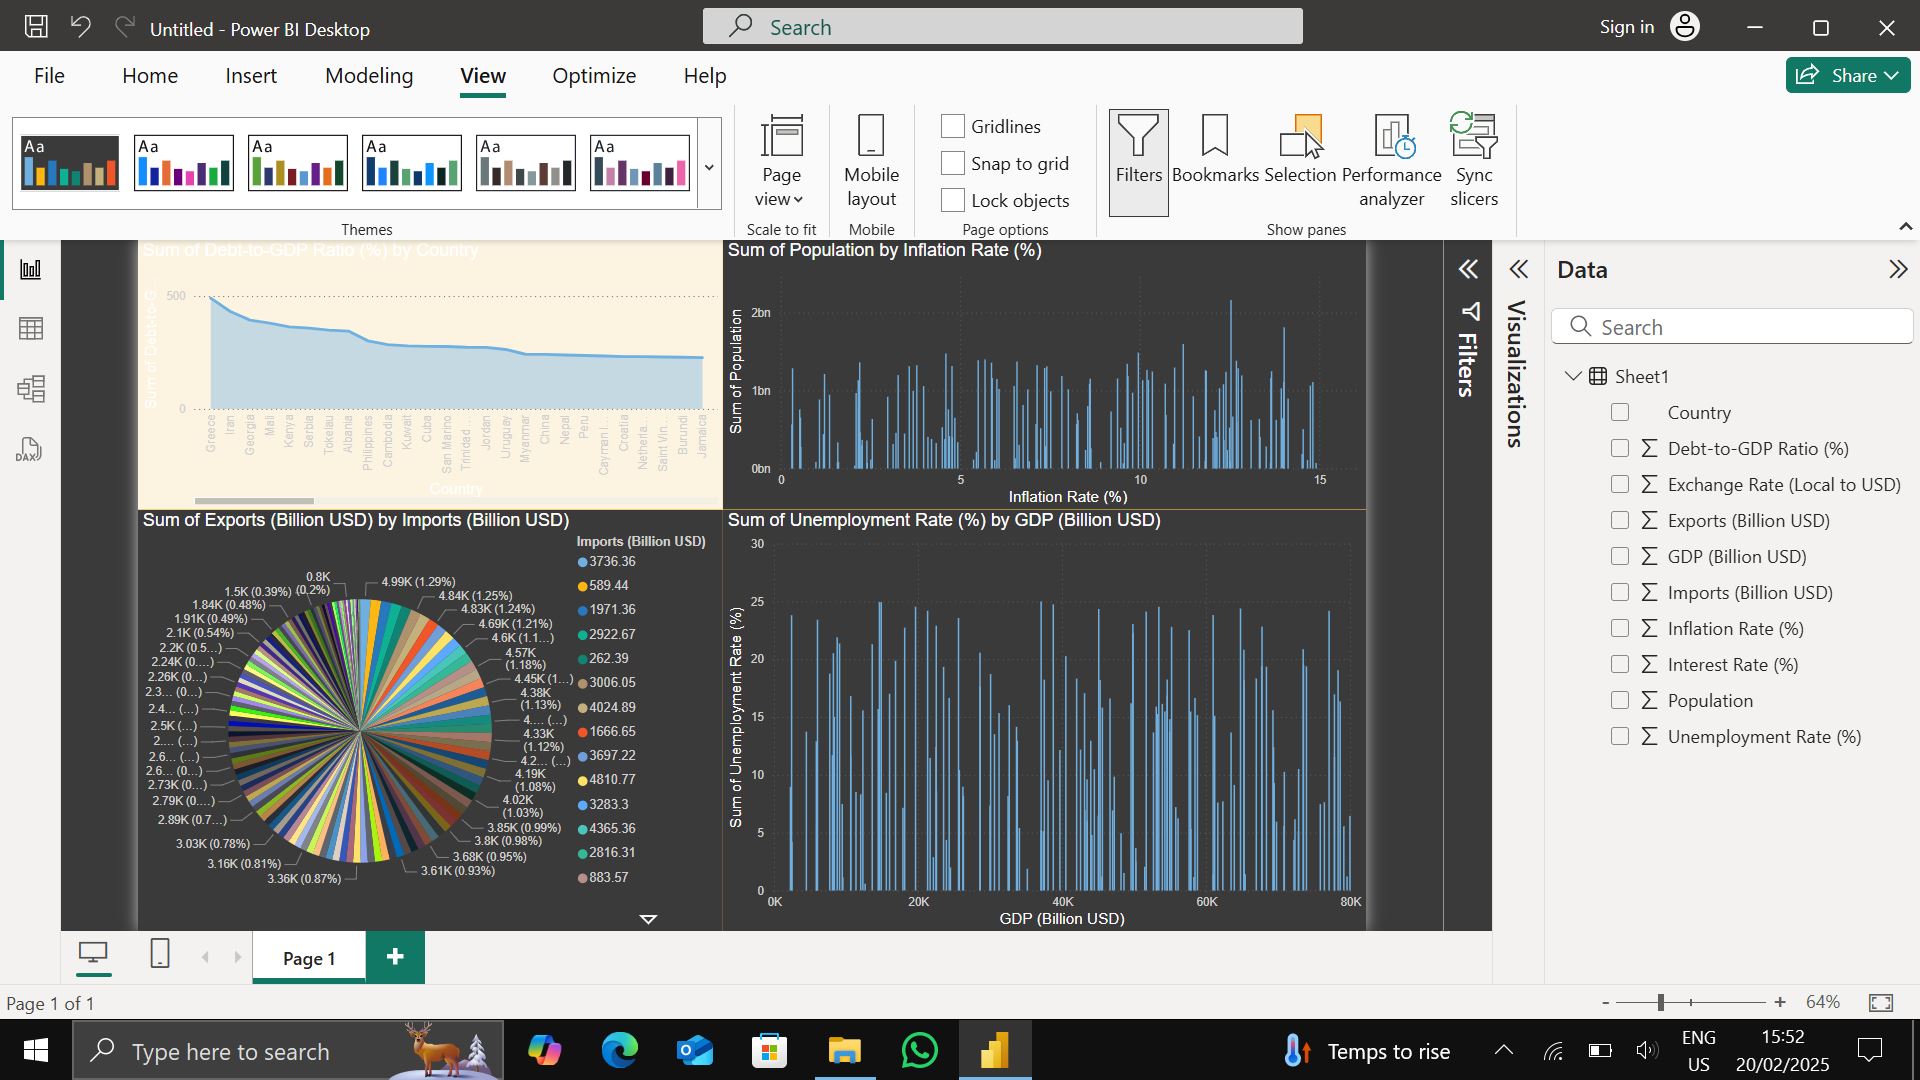 Untitled - Power BI Desktop
Search
Sign in
File
Home
Insert
Modeling
View
Optimize
Help
Share
Aa
Aa
Aa
Aa
Aa
Aa
Themes
Page view
Scale to fit
Mobile layout
Mobile
Gridlines
Snap to grid
Lock objects
Page options
Filters
Bookmarks
Selection
Performance analyzer
Sync slicers
Show panes
Sum of Debt-to-GDP Ratio (%) by Country
Sum of Debt-to-G...
500
0
Greece
Iran
Georgia
Mali
Kenya
Serbia
Tokelau
Albania
Philippines
Cambodia
Kuwait
Cuba
San Marino
Trinidad ...
Jordan
Uruguay
Myanmar
China
Nepal
Peru
Cayman I...
Croatia
Netherla...
Saint Vin...
Burundi
Jamaica
Country
Sum of Population by Inflation Rate (%)
Sum of Population
2bn
1bn
0bn
0
5
10
15
Inflation Rate (%)
Sum of Exports (Billion USD) by Imports (Billion USD)
Imports (Billion USD)
3736.36
589.44
1971.36
2922.67
262.39
3006.05
4024.89
1666.65
3697.22
4810.77
3283.3
4365.36
2816.31
883.57
4.99K (1.29%)
4.84K (1.25%)
4.83K (1.24%)
4.69K (1.21%)
4.6K (1.1...)
4.57K (1.18%)
4.45K (1...)
4.38K (1.13%)
4.... (...)
4.33K (1.12%)
4.2... (...)
4.19K (1.08%)
4.02K (1.03%)
3.85K (0.99%)
3.8K (0.98%)
3.68K (0.95%)
3.61K (0.93%)
3.36K (0.87%)
3.16K (0.81%)
3.03K (0.78%)
2.89K (0.7...)
2.79K (0....)
2.73K (0...)
2.6... (0...)
2.6... (...)
2.... (...)
2.5K (...)
2.4... (...)
2.3... (0...)
2.26K (0...)
2.24K (0....)
2.2K (0.5...)
2.1K (0.54%)
1.91K (0.49%)
1.84K (0.48%)
1.5K (0.39%)
0.8K (0.2%)
Sum of Unemployment Rate (%) by GDP (Billion USD)
Sum of Unemployment Rate (%)
30
25
20
15
10
5
0
0K
20K
40K
60K
80K
GDP (Billion USD)
Filters
Visualizations
Data
Search
Sheet1
Country
Debt-to-GDP Ratio (%)
Exchange Rate (Local to USD)
Exports (Billion USD)
GDP (Billion USD)
Imports (Billion USD)
Inflation Rate (%)
Interest Rate (%)
Population
Unemployment Rate (%)
DAX
Page 1
Page 1 of 1
- + 64%
Type here to search
Temps to rise
ENG
US
15:52
20/02/2025